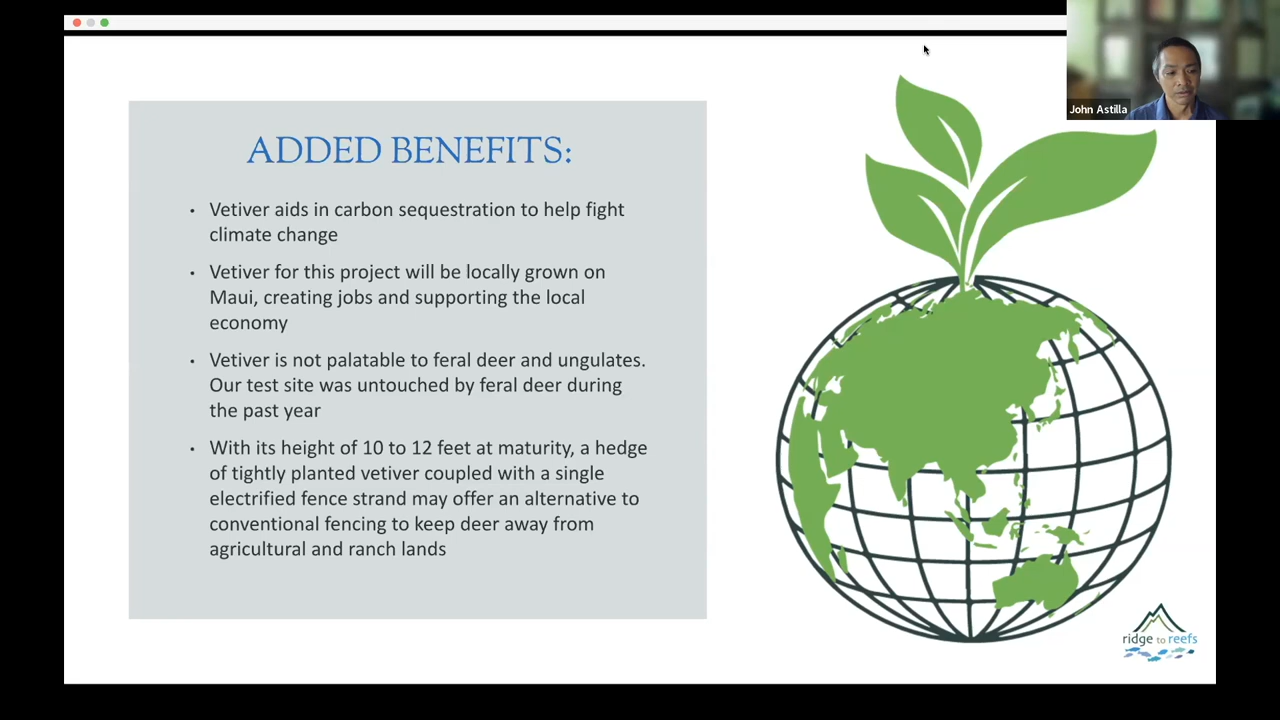 John Astilla
ADDED BENEFITS:
• Vetiver aids in carbon sequestration to help fight
climate change
• Vetiver for this project will be locally grown on
Maui, creating jobs and supporting the local
economy
• Vetiver is not palatable to feral deer and ungulates.
Our test site was untouched by feral deer during
the past year
• With its height of 10 to 12 feet at maturity, a hedge
of tightly planted vetiver coupled with a single
electrified fence strand may offer an alternative to
conventional fencing to keep deer away from
agricultural and ranch lands
ridge to reefs